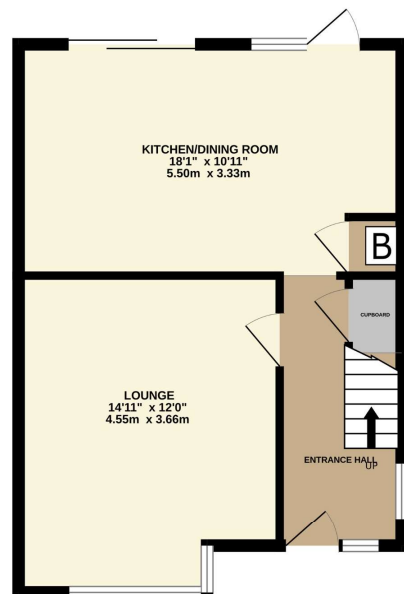 KITCHEN/DINING ROOM
18'1" x 10'11"
5.50m x 3.33m
B
CUPBOARD
LOUNGE
14'11" x 12'0"
4.55m x 3.66m
ENTRANCE HALL
UP